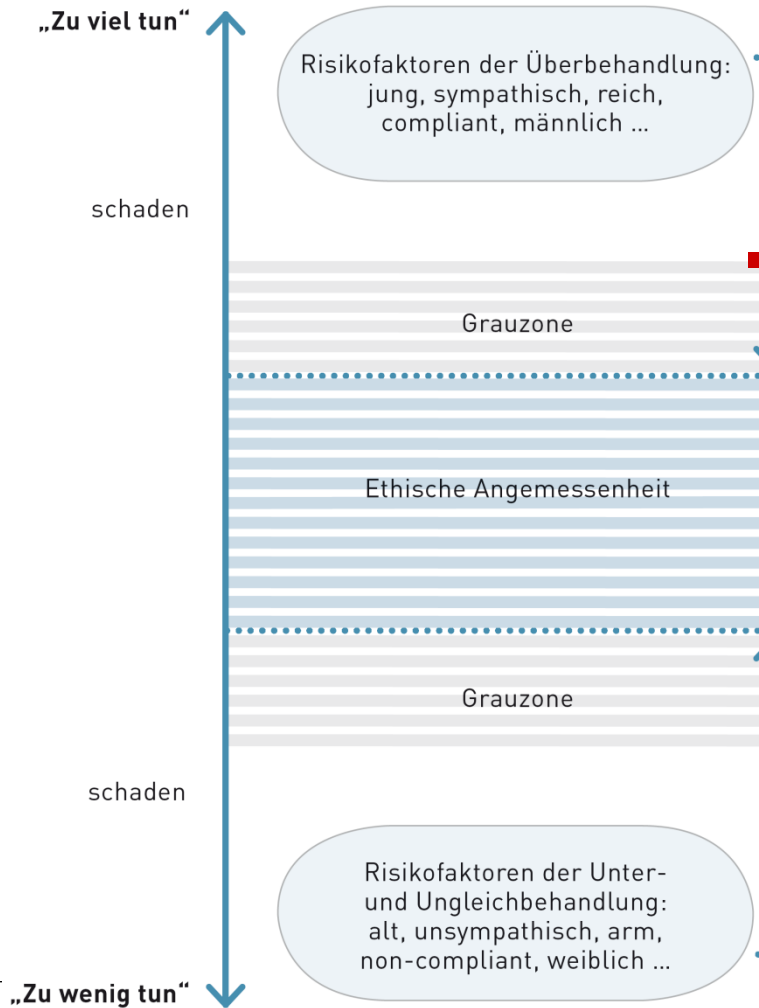 „Zu viel tun“
Risikofaktoren der Überbehandlung:
jung, sympathisch, reich,
compliant, männlich ...
schaden
Grauzone
Ethische Angemessenheit
Grauzone
schaden
Risikofaktoren der Unter-
und Ungleichbehandlung:
alt, unsympathisch, arm,
non-compliant, weiblich ...
„Zu wenig tun“